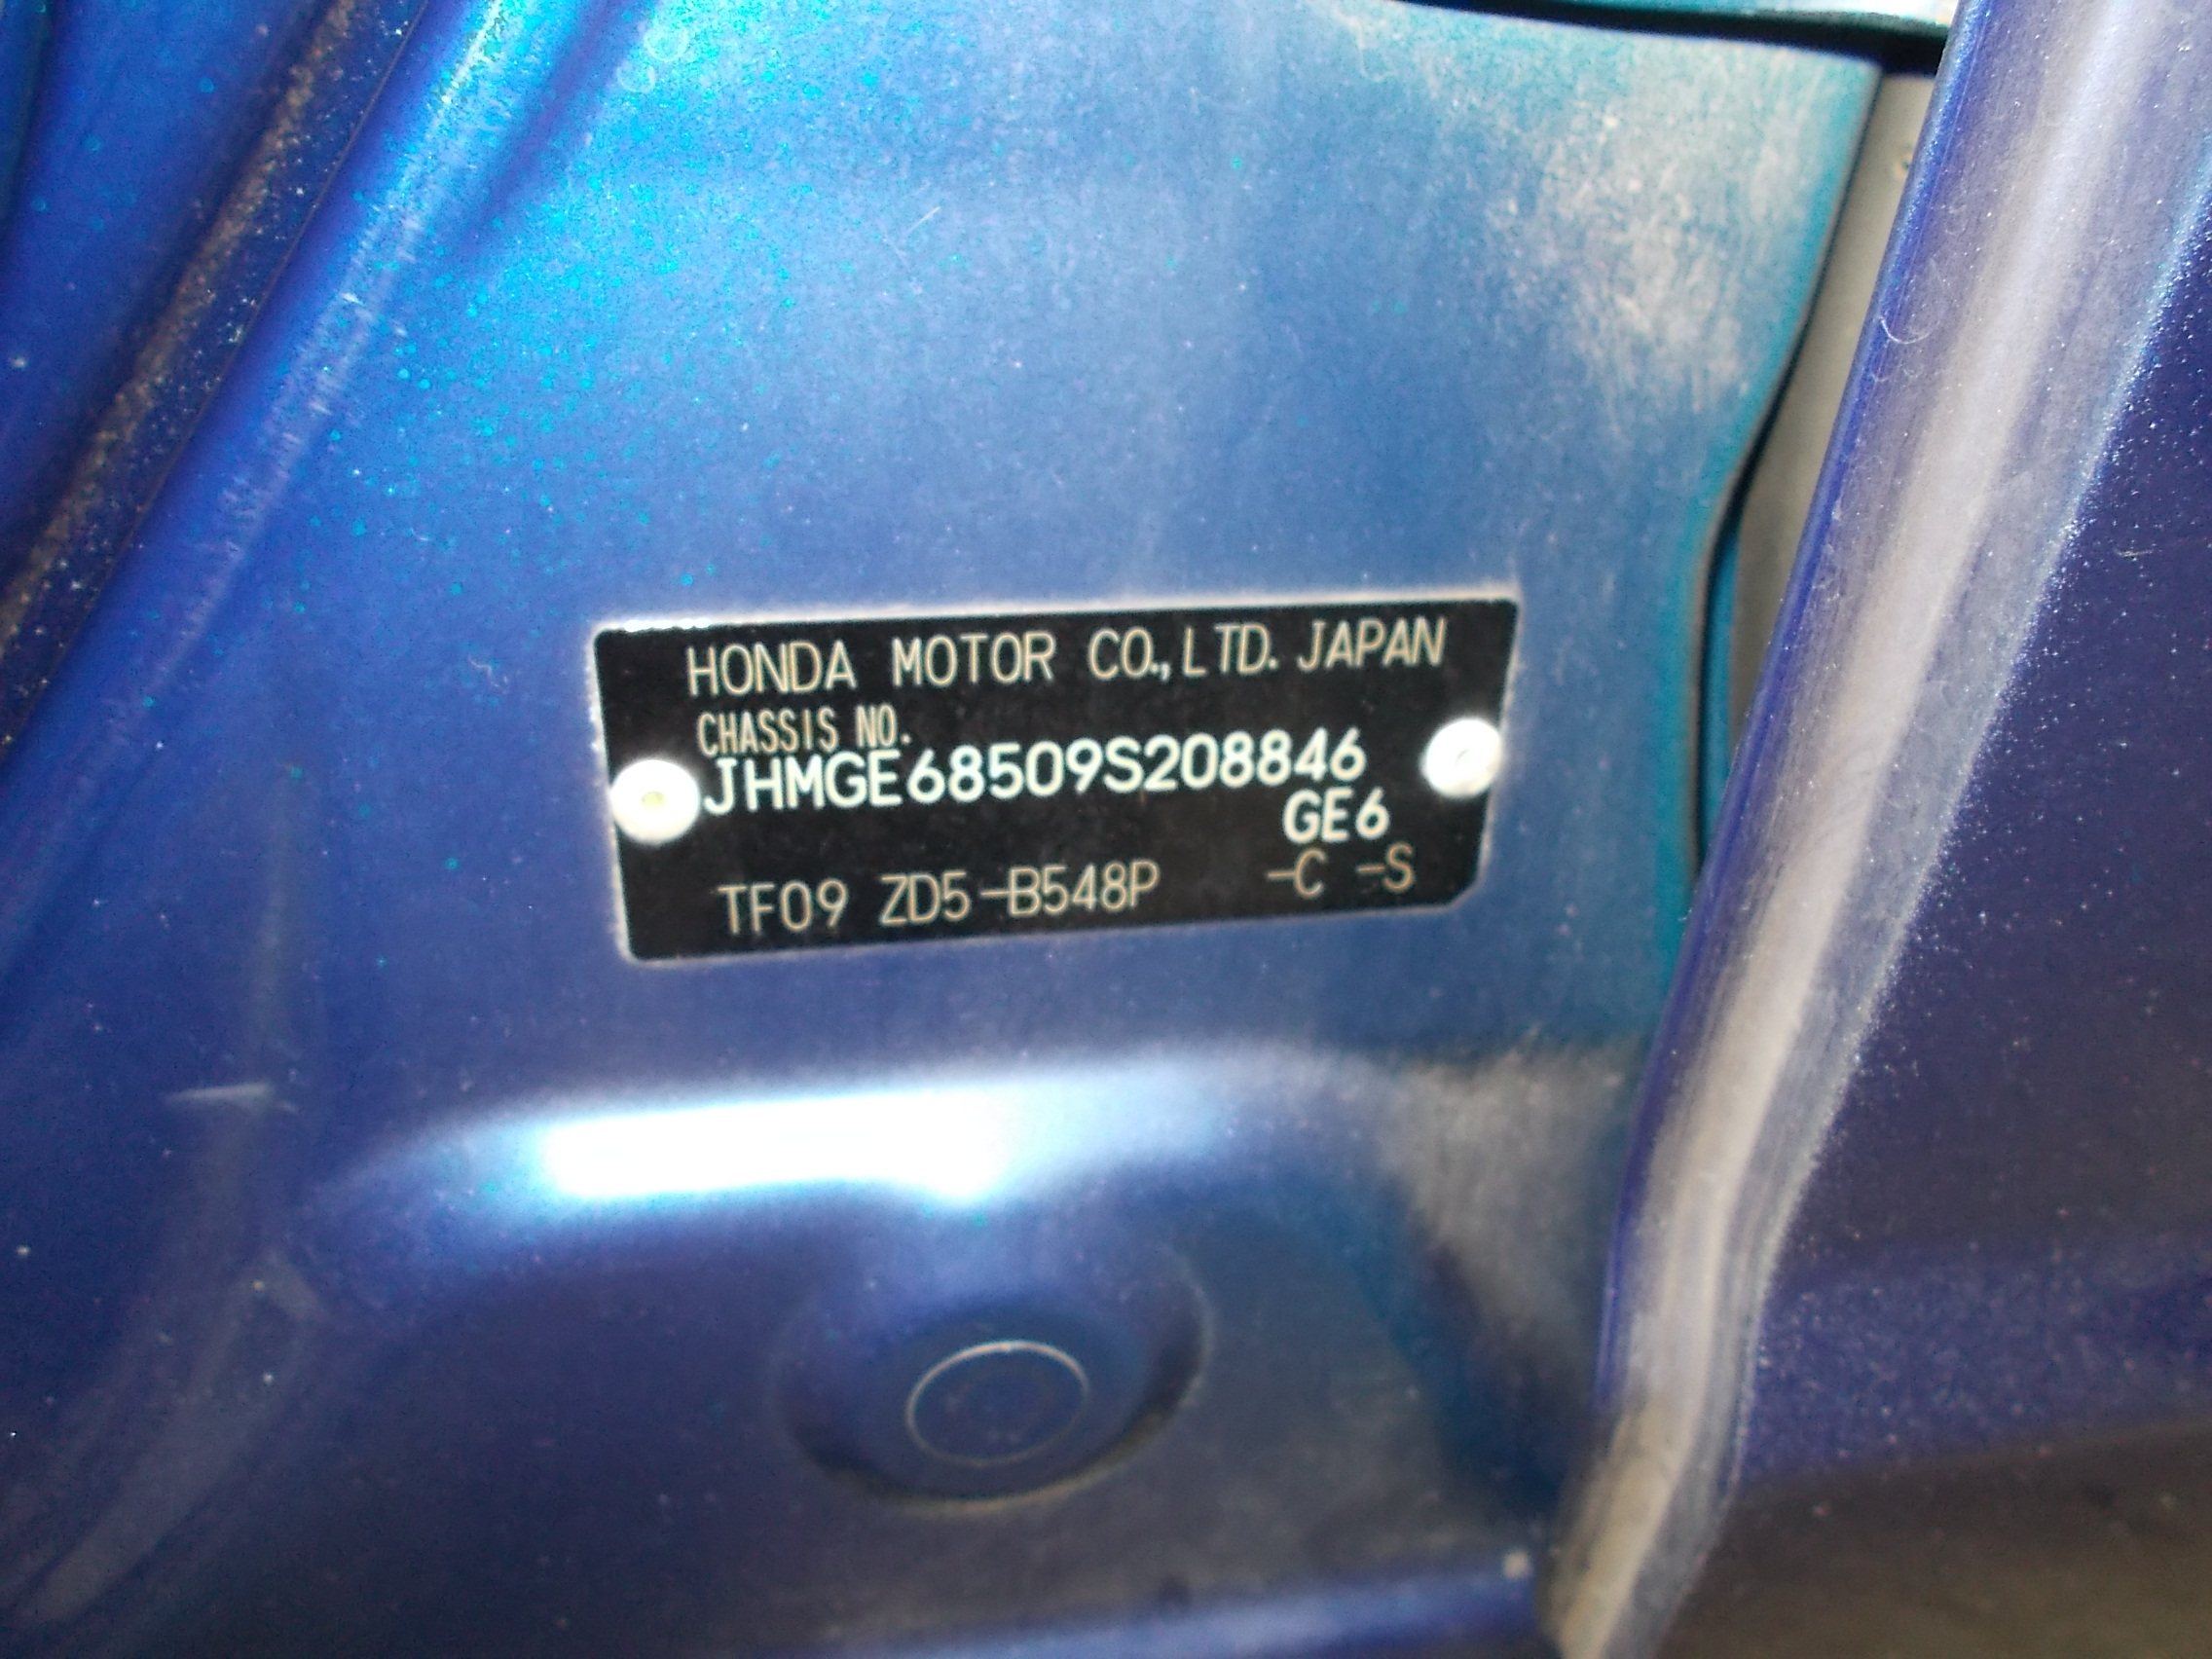 HONDA MOTOR CO.,LTD. JAPAN
CHASSIS NO.
JHMGE68509S208846
GE6
TF09 ZD5-B548P -C -S